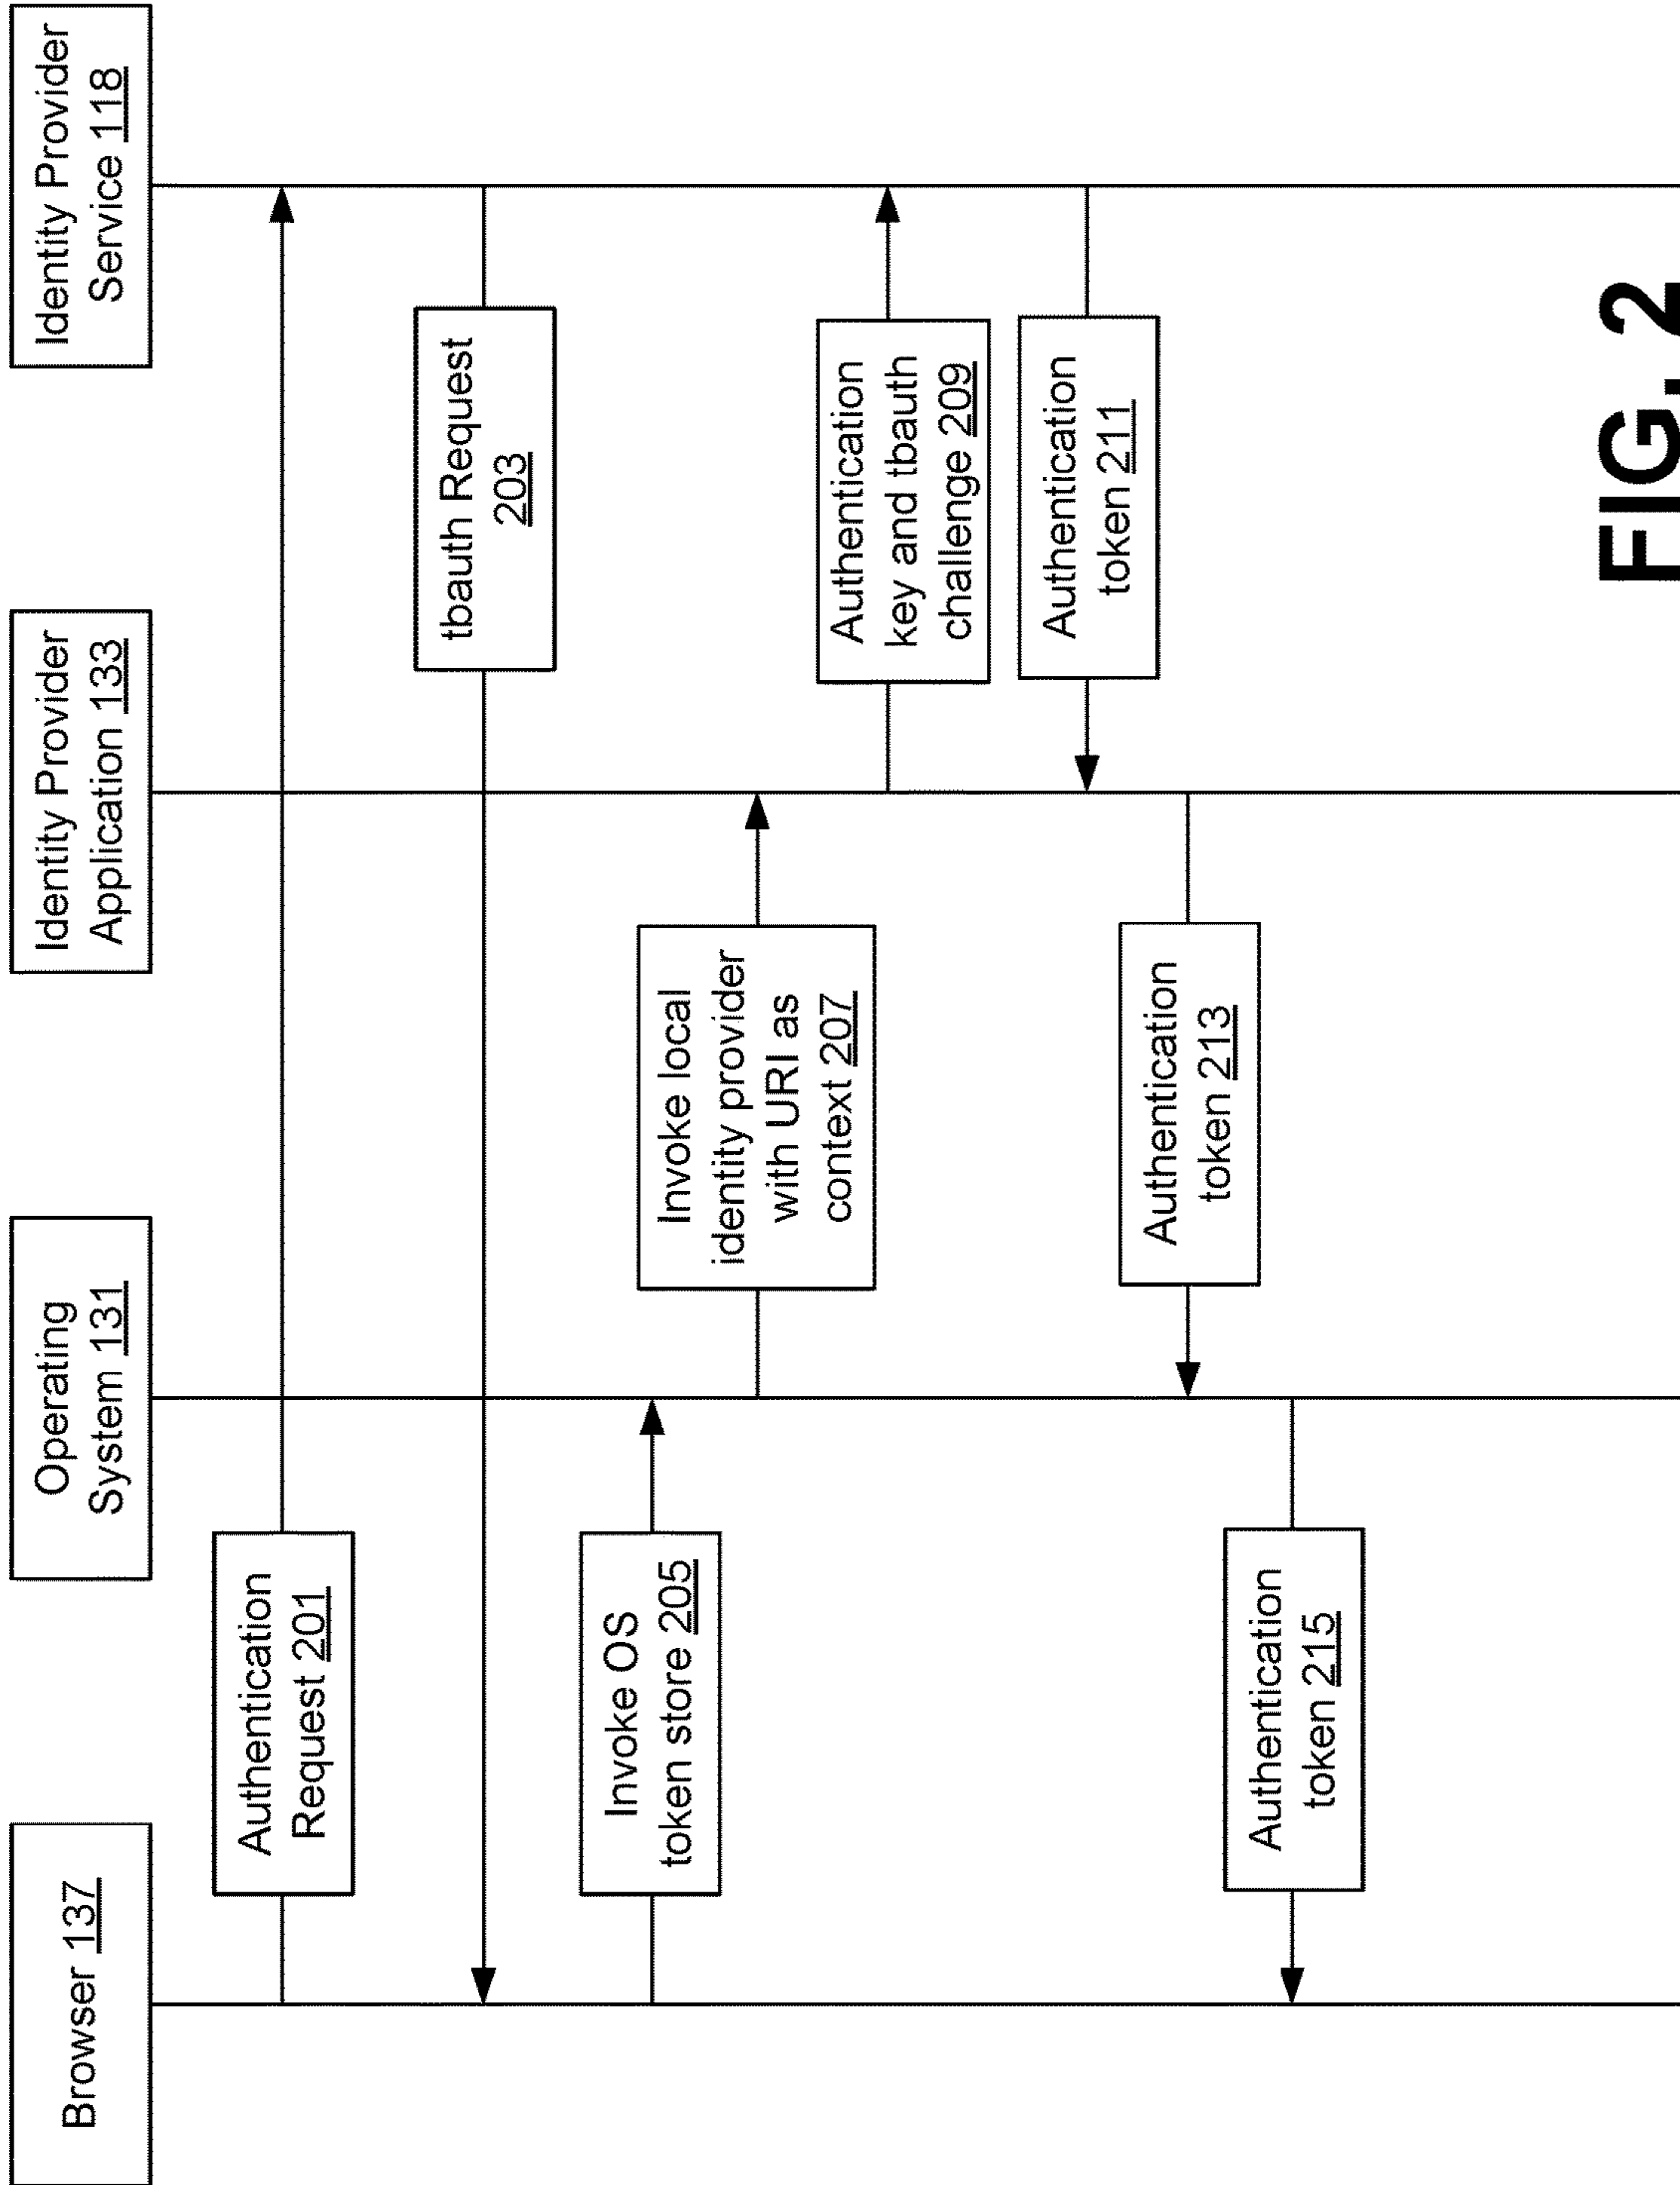 Browser 137
Operating
System 131
Identity Provider
Application 133
Identity Provider
Service 118
Authentication
Request 201
tbauth Request
203
Invoke OS
token store 205
Invoke local
identity provider
with URI as
context 207
Authentication
key and tbauth
challenge 209
Authentication
token 211
Authentication
token 213
Authentication
token 215
FIG. 2